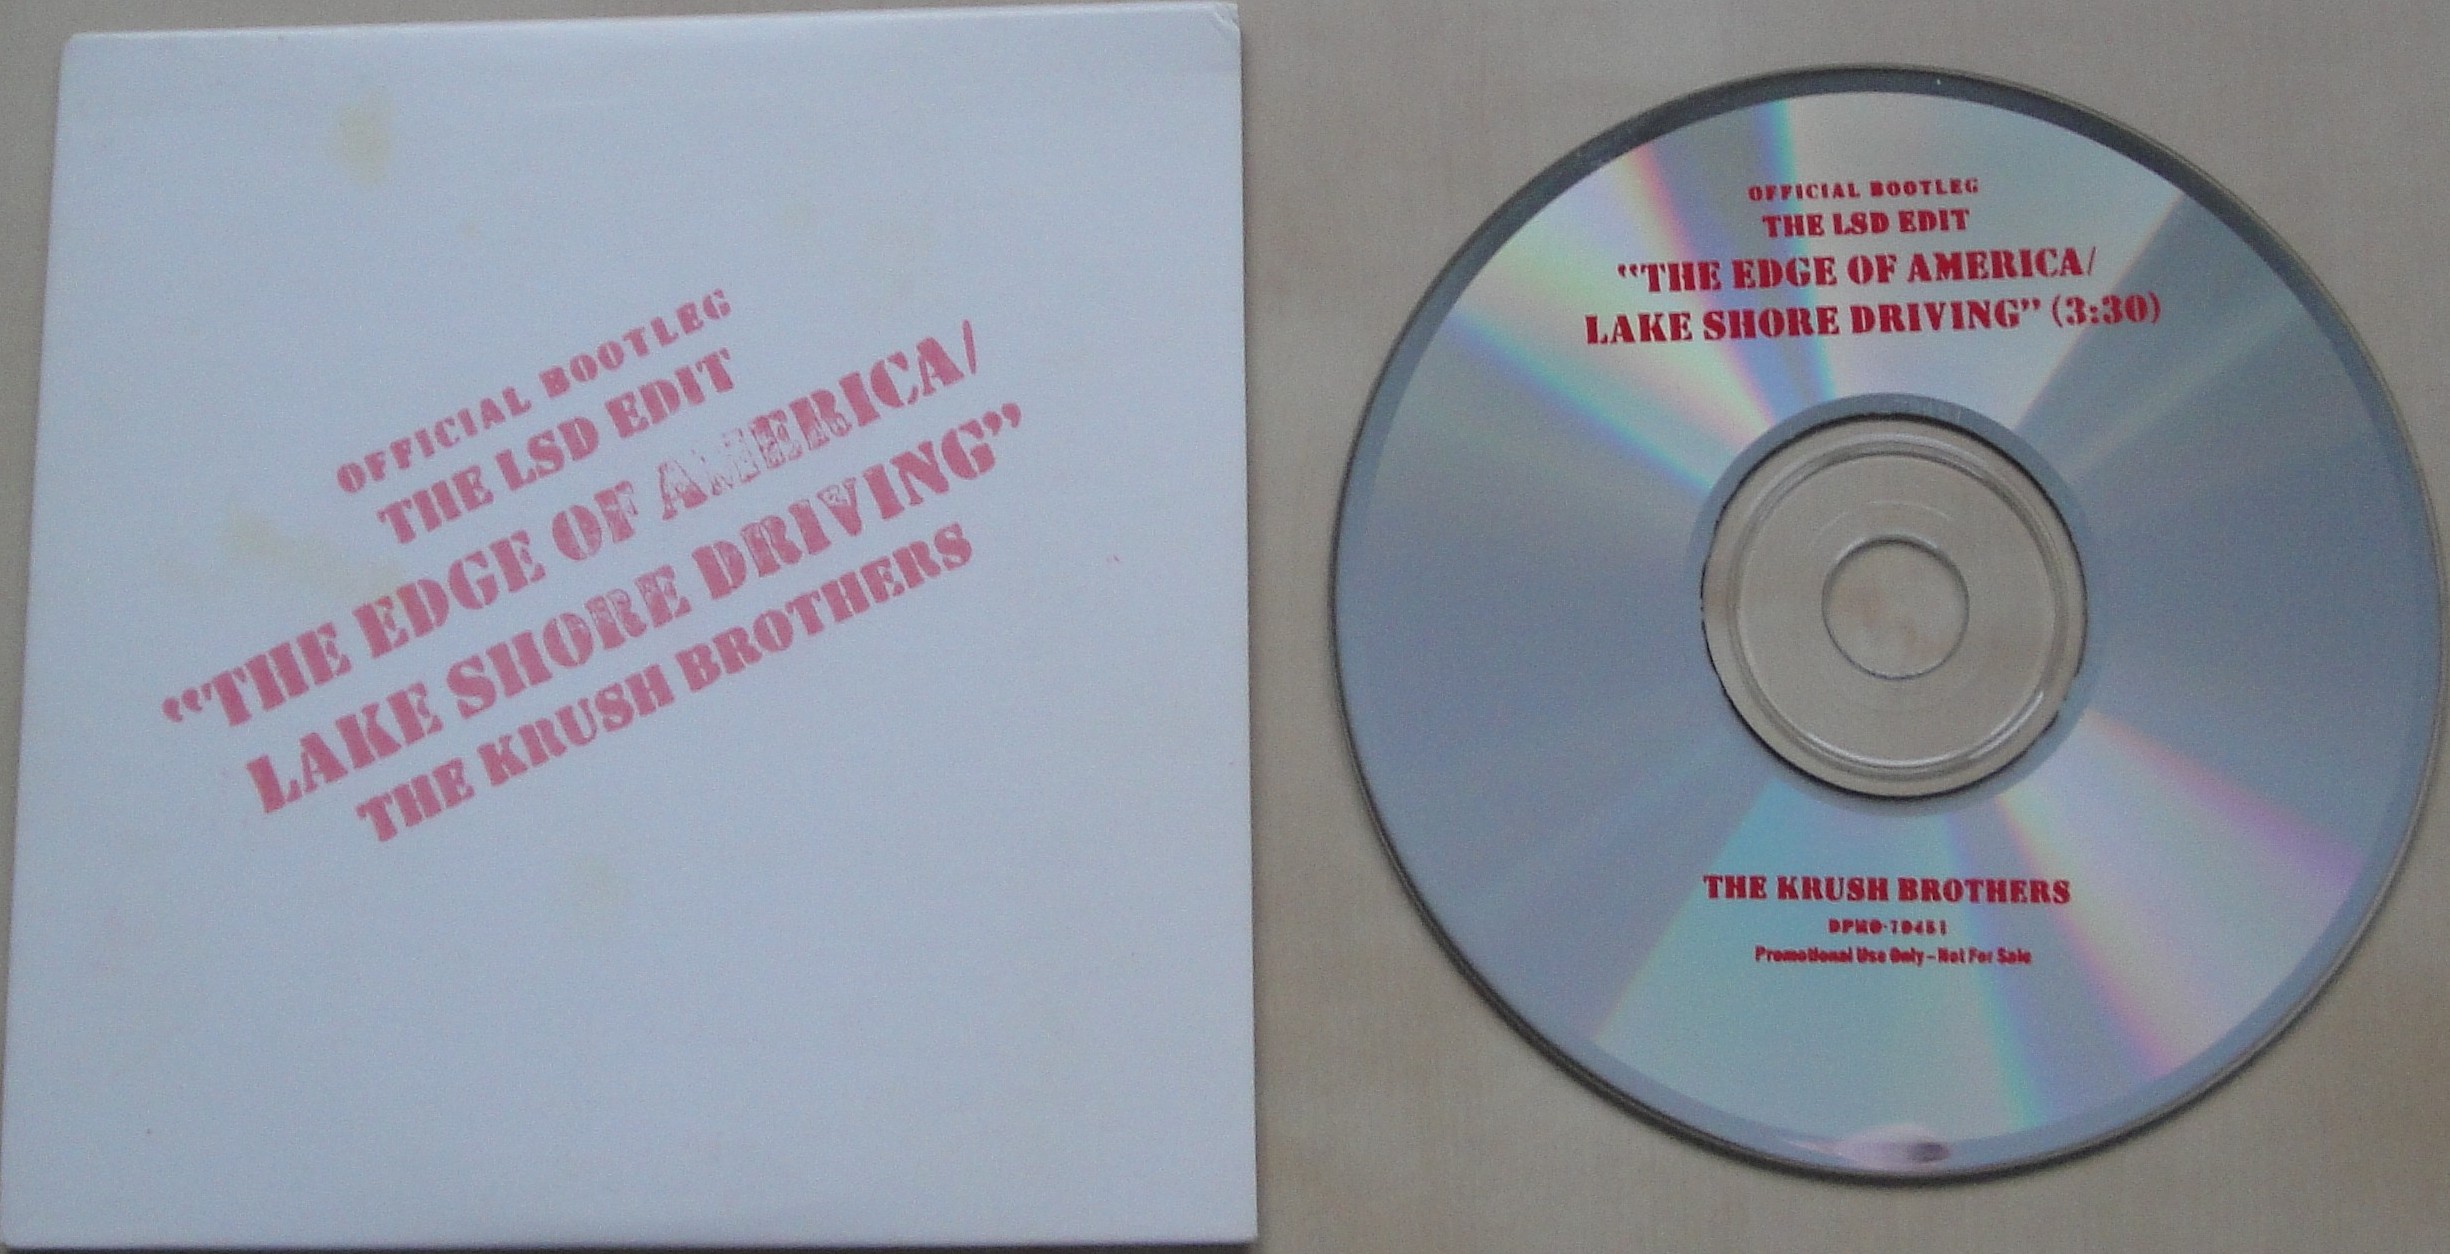 OFFICIAL BOOTLEG
THE LSD EDIT
“THE EDGE OF AMERICA/
LAKE SHORE DRIVING”
THE KRUSH BROTHERS
OFFICIAL BOOTLEG
THE LSD EDIT
“THE EDGE OF AMERICA/
LAKE SHORE DRIVING” (3:30)
THE KRUSH BROTHERS
Promotional Use Only – Not For Sale